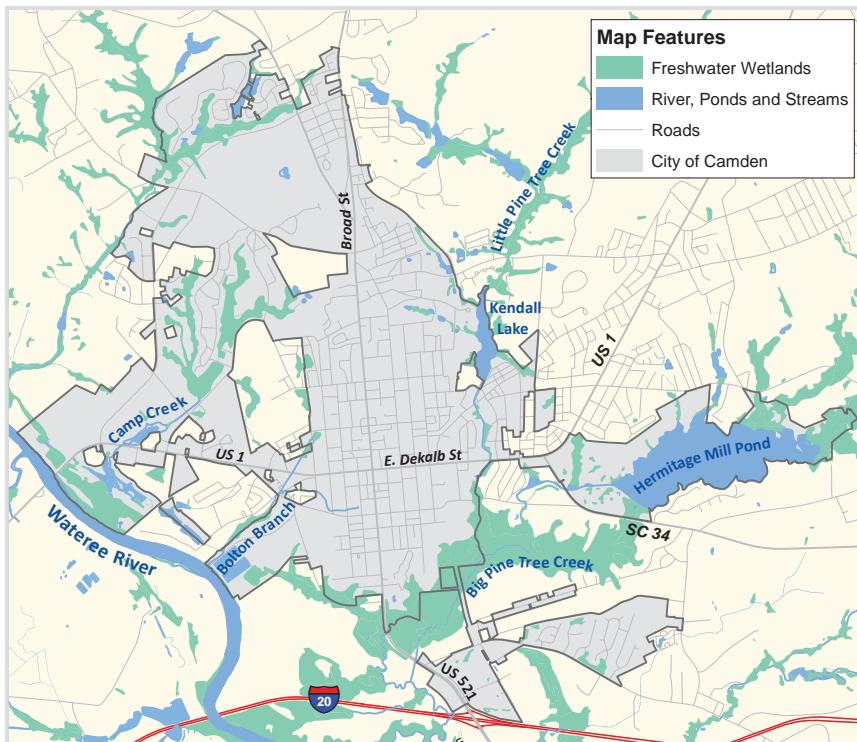 Map Features
Freshwater Wetlands
River, Ponds and Streams
Roads
City of Camden
Broad St
Little Pine Tree Creek
Kendall
Lake
US 1
Camp Creek
US 1
E. Dekalb St
Hermitage Mill Pond
SC 34
Wateree River
Bolton Branch
Big Pine Tree Creek
US 521
20